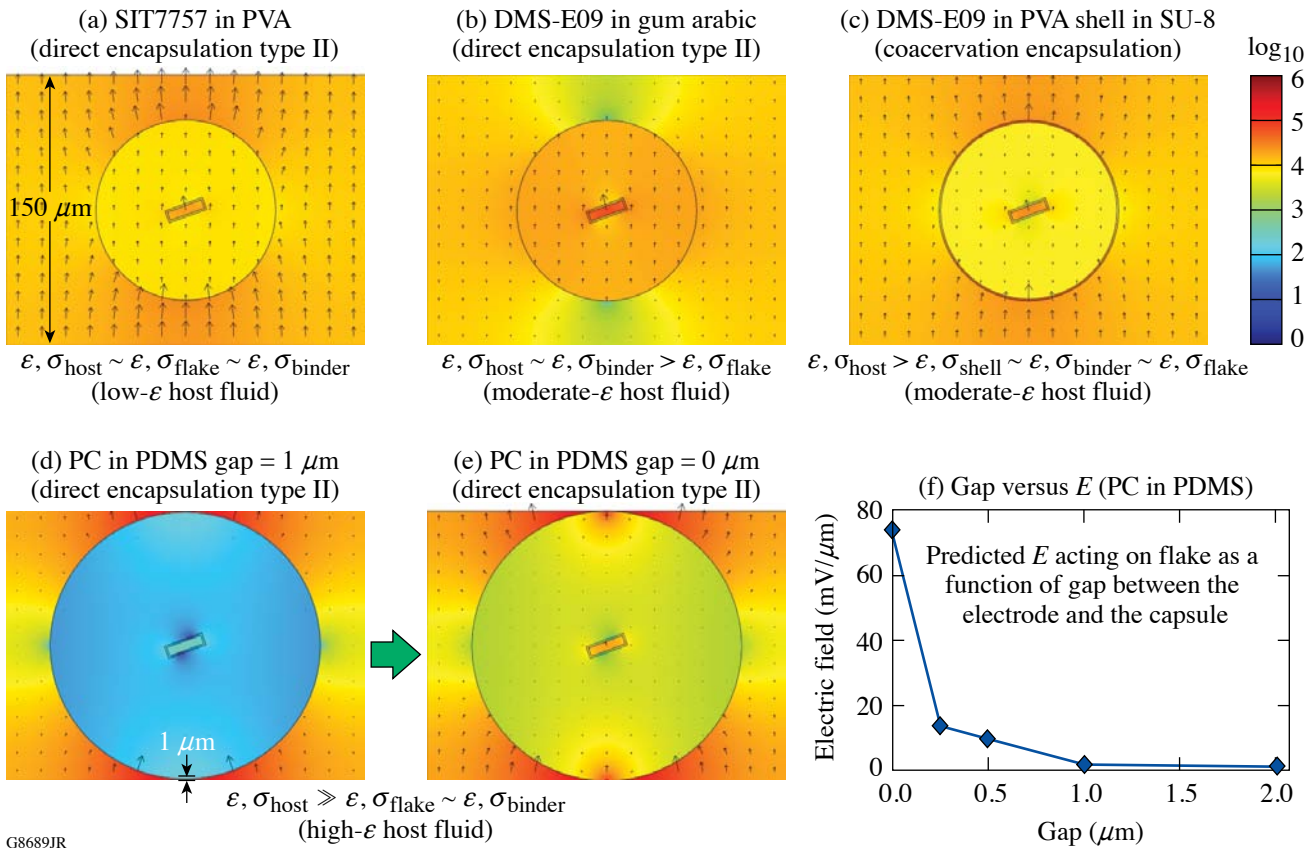 (a) SIT7757 in PVA
(direct encapsulation type II)
150 μm
ε, σhost ~ ε, σflake ~ ε, σbinder
(low-ε host fluid)
(b) DMS-E09 in gum arabic
(direct encapsulation type II)
ε, σhost ~ ε, σbinder > ε, σflake
(moderate-ε host fluid)
(c) DMS-E09 in PVA shell in SU-8
(coacervation encapsulation)
ε, σhost > ε, σshell ~ ε, σbinder ~ ε, σflake
(moderate-ε host fluid)
log10
6
5
4
3
2
1
0
(d) PC in PDMS gap = 1 μm
(direct encapsulation type II)
1 μm
(e) PC in PDMS gap = 0 μm
(direct encapsulation type II)
ε, σhost ≫ ε, σflake ~ ε, σbinder
(high-ε host fluid)
(f) Gap versus E (PC in PDMS)
Predicted E acting on flake as a
function of gap between the
electrode and the capsule
Electric field (mV/μm)
80
60
40
20
0
0.0 0.5 1.0 1.5 2.0
Gap (μm)
G8689JR